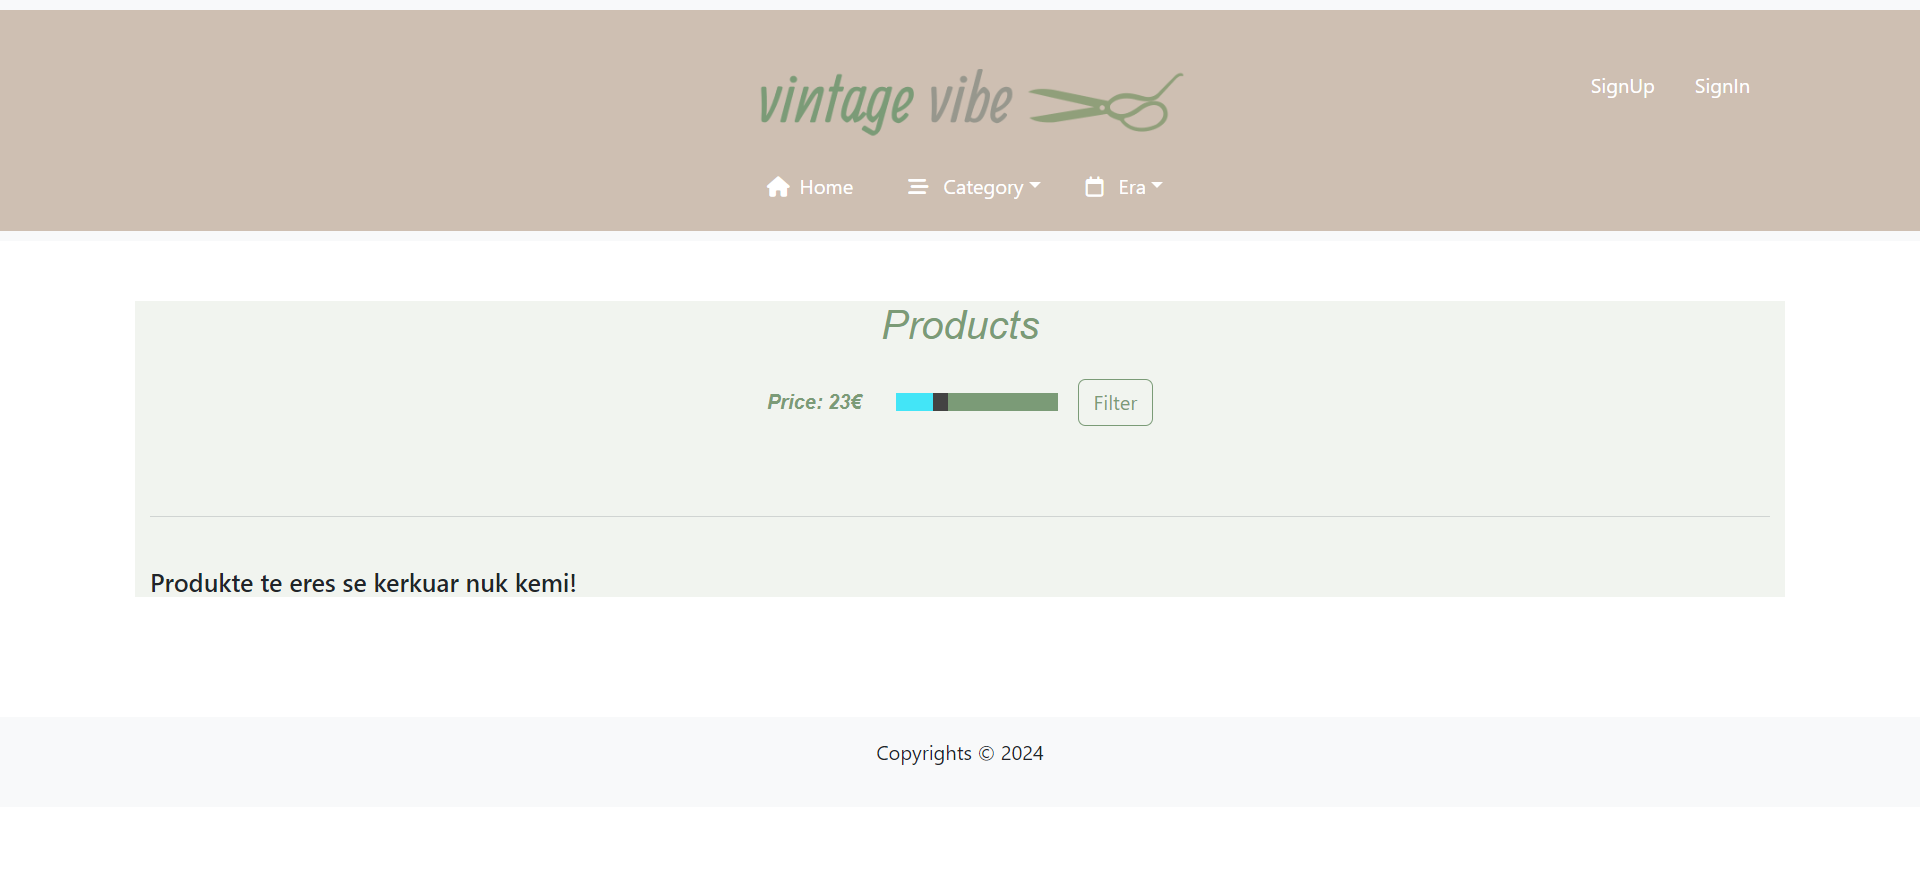 vintage vibe
SignUp SignIn
Home Category Era
Products
Price: 23€ Filter
Produkte te eres se kerkuar nuk kemi!
Copyrights © 2024